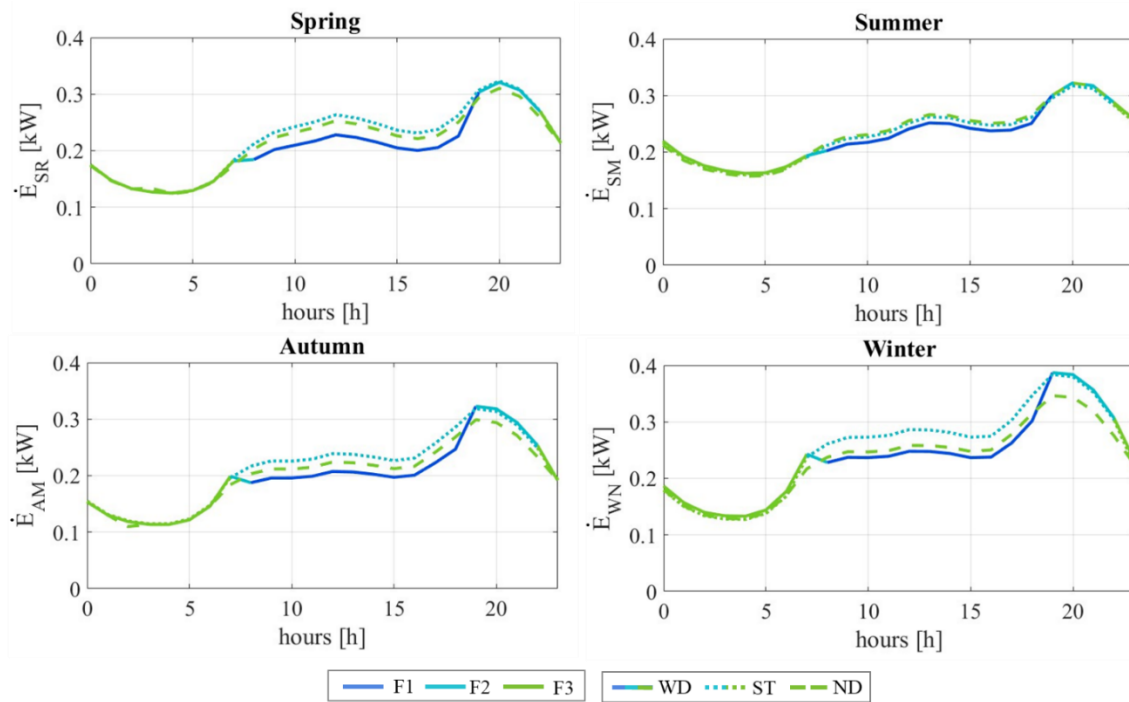 Spring
0.4
0.3
0.2
0.1
0
Ė_SR [kW]
0 5 10 15 20
hours [h]
Summer
0.4
0.3
0.2
0.1
0
Ė_SM [kW]
0 5 10 15 20
hours [h]
Autumn
0.4
0.3
0.2
0.1
0
Ė_AM [kW]
0 5 10 15 20
hours [h]
Winter
0.4
0.3
0.2
0.1
0
Ė_WN [kW]
0 5 10 15 20
hours [h]
F1 F2 F3 WD ST ND